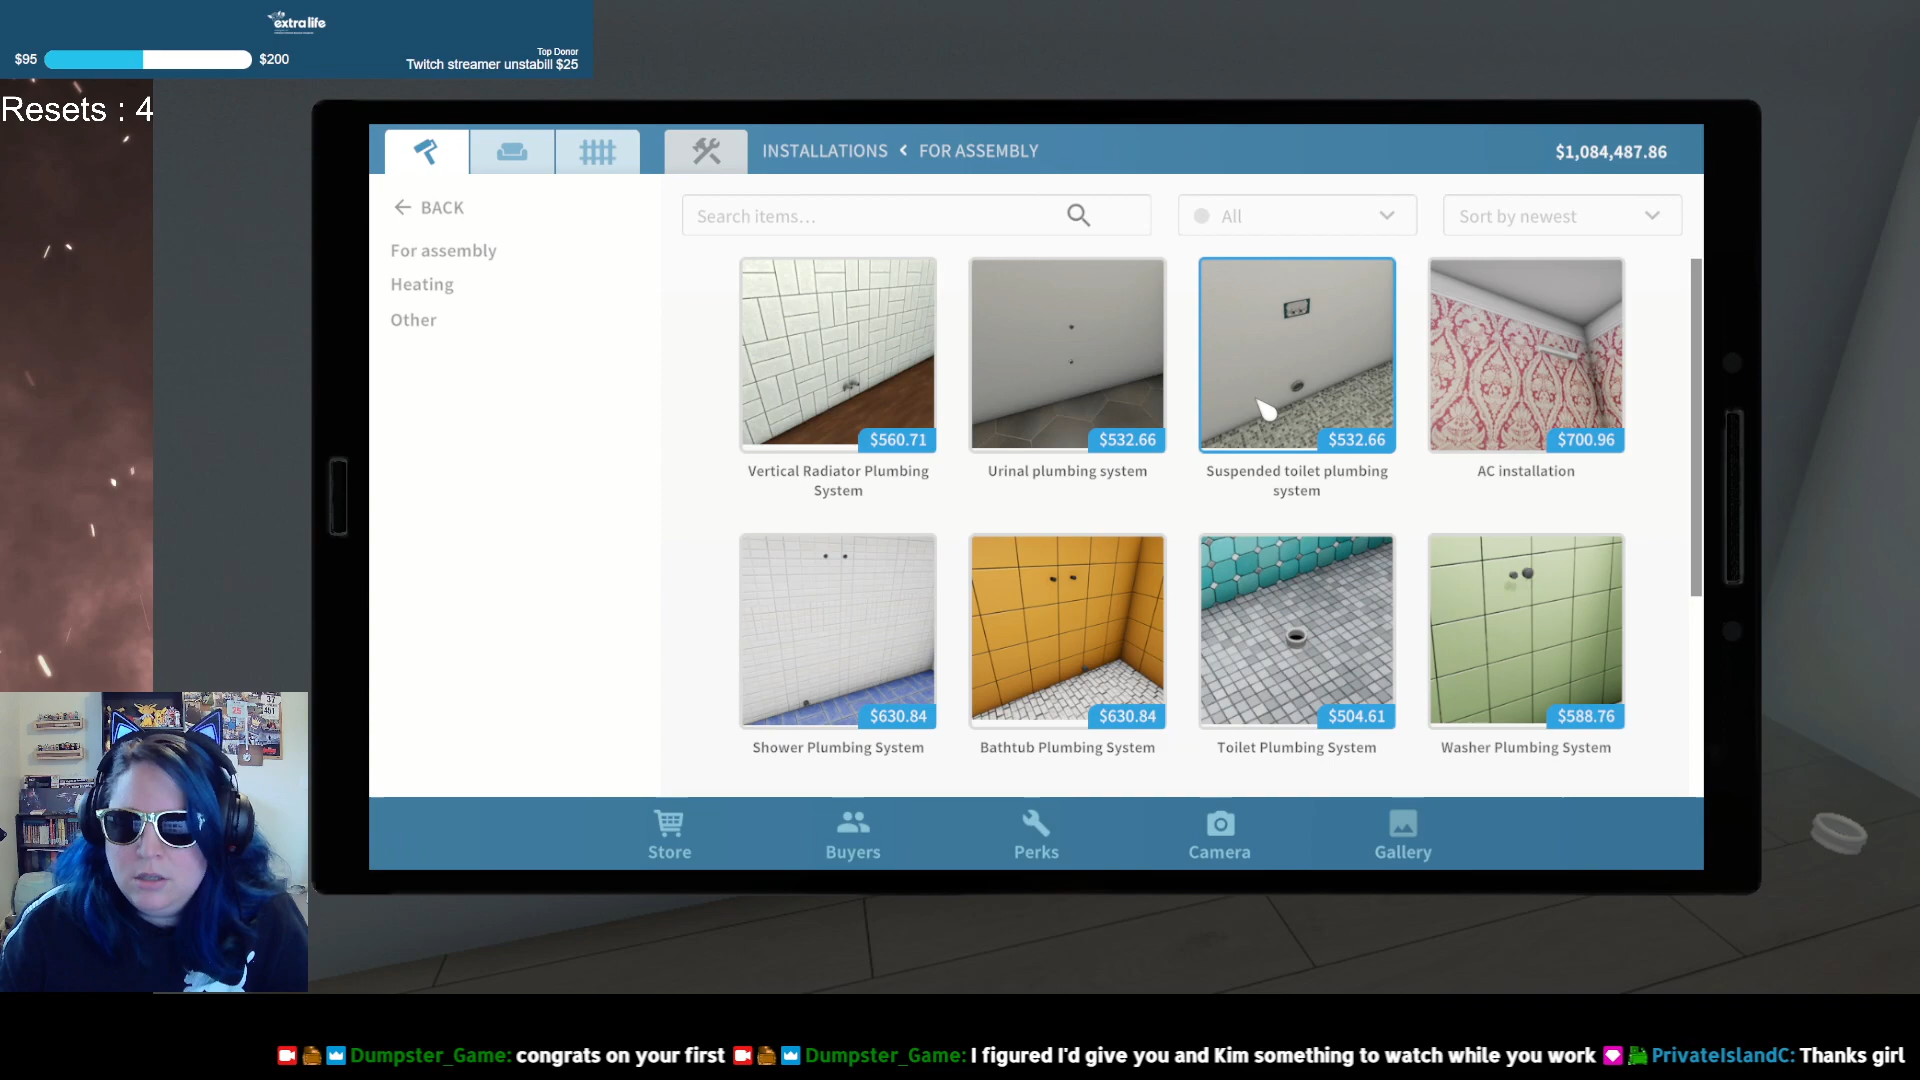 extralife
$95
$200
Top Donor
Twitch streamer unstabill $25
Resets : 4
INSTALLATIONS < FOR ASSEMBLY
$1,084,487.86
BACK
Search items...
All
Sort by newest
For assembly
Heating
Other
$560.71
$532.66
$532.66
$700.96
Vertical Radiator Plumbing
System
Urinal plumbing system
Suspended toilet plumbing
system
AC installation
$630.84
$630.84
$504.61
$588.76
Shower Plumbing System
Bathtub Plumbing System
Toilet Plumbing System
Washer Plumbing System
Store
Buyers
Perks
Camera
Gallery
Dumpster_Game: congrats on your first Dumpster_Game: I figured I'd give you and Kim something to watch while you work PrivateIslandC: Thanks girl